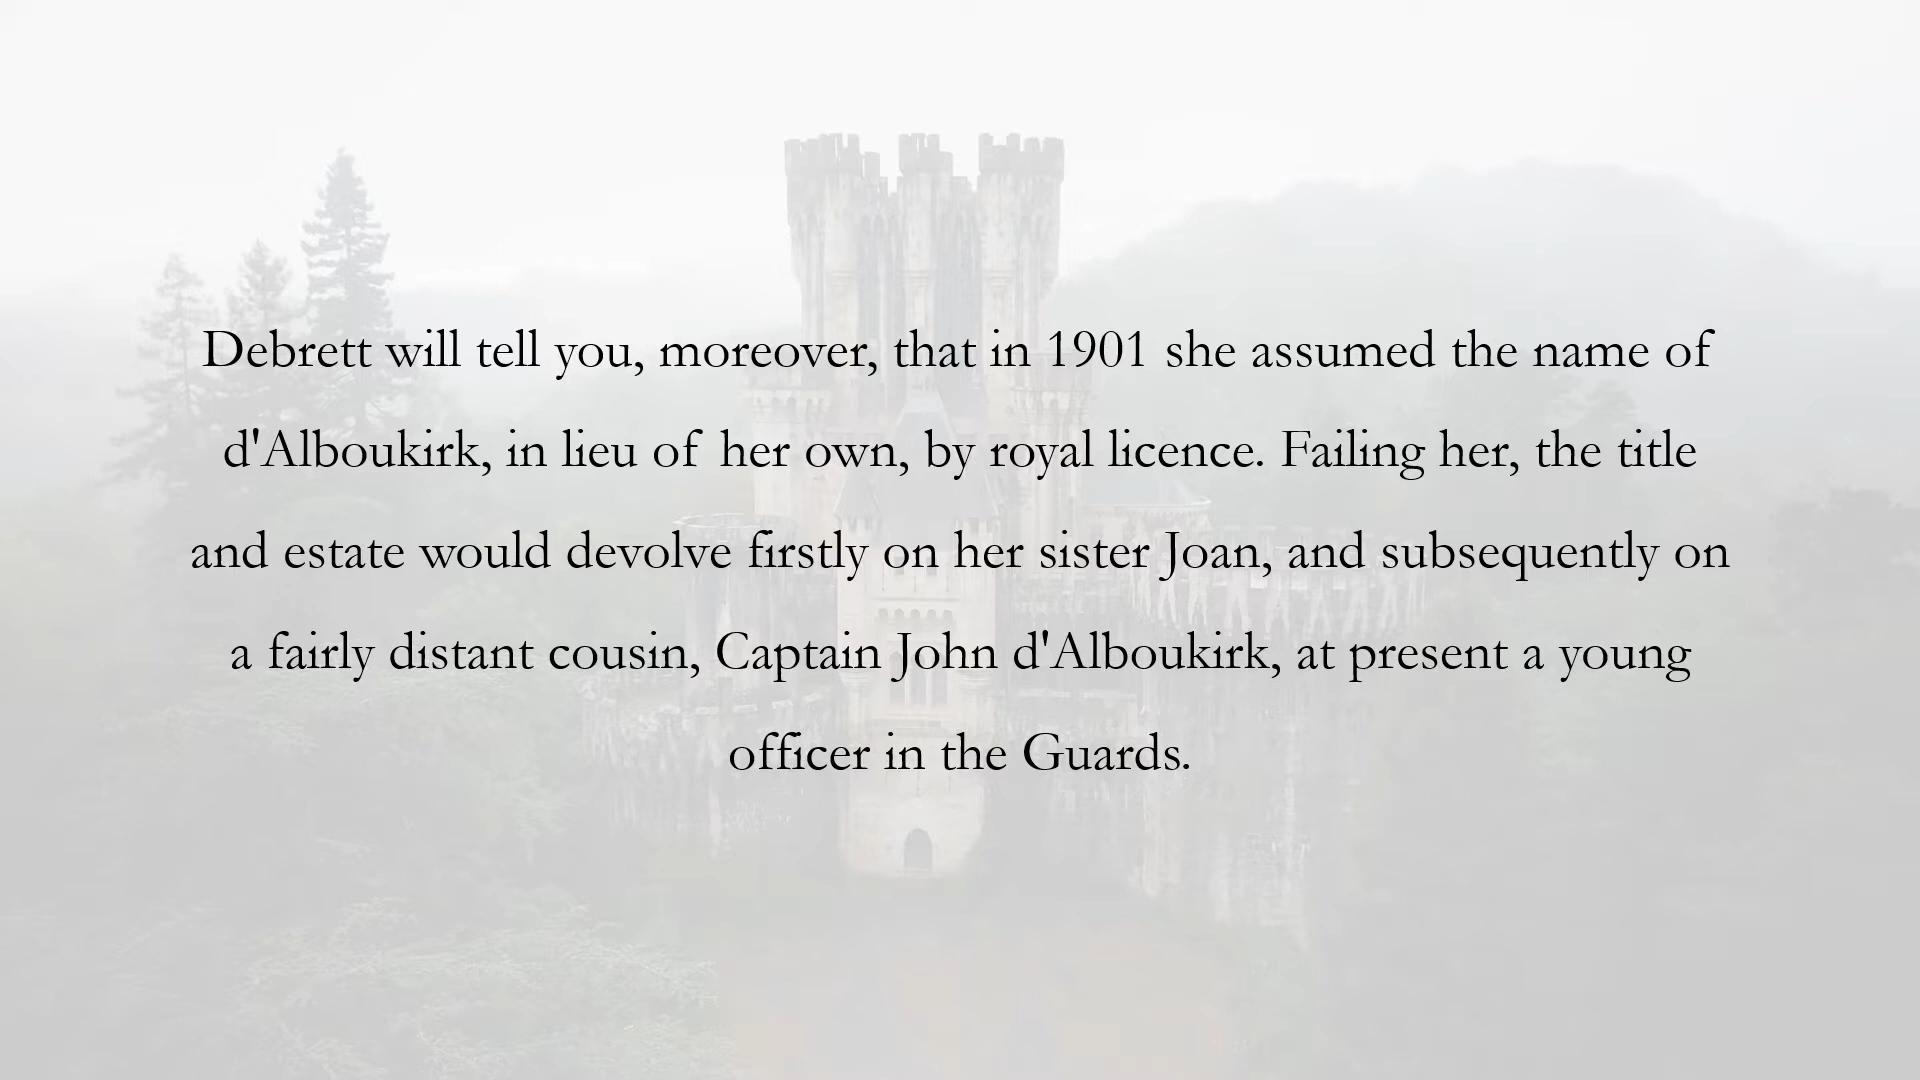 Debrett will tell you, moreover, that in 1901 she assumed the name of
d'Alboukirk, in lieu of her own, by royal licence. Failing her, the title
and estate would devolve firstly on her sister Joan, and subsequently on
a fairly distant cousin, Captain John d'Alboukirk, at present a young
officer in the Guards.